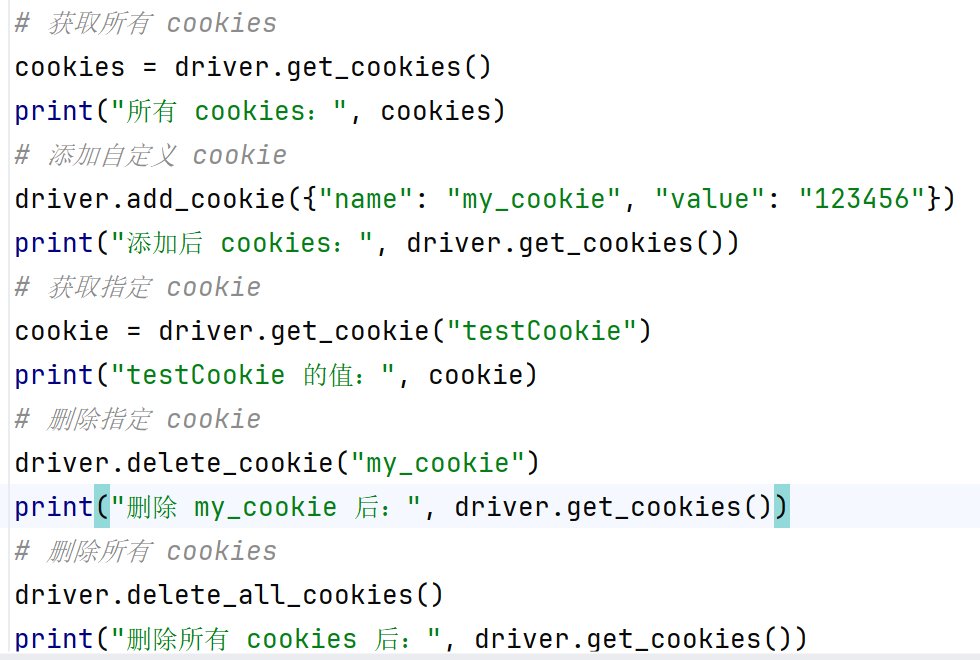 # 获取所有 cookies
cookies = driver.get_cookies()
print("所有 cookies：", cookies)
# 添加自定义 cookie
driver.add_cookie({"name": "my_cookie", "value": "123456"})
print("添加后 cookies：", driver.get_cookies())
# 获取指定 cookie
cookie = driver.get_cookie("testCookie")
print("testCookie 的值：", cookie)
# 删除指定 cookie
driver.delete_cookie("my_cookie")
print("删除 my_cookie 后：", driver.get_cookies())
# 删除所有 cookies
driver.delete_all_cookies()
print("删除所有 cookies 后：", driver.get_cookies())